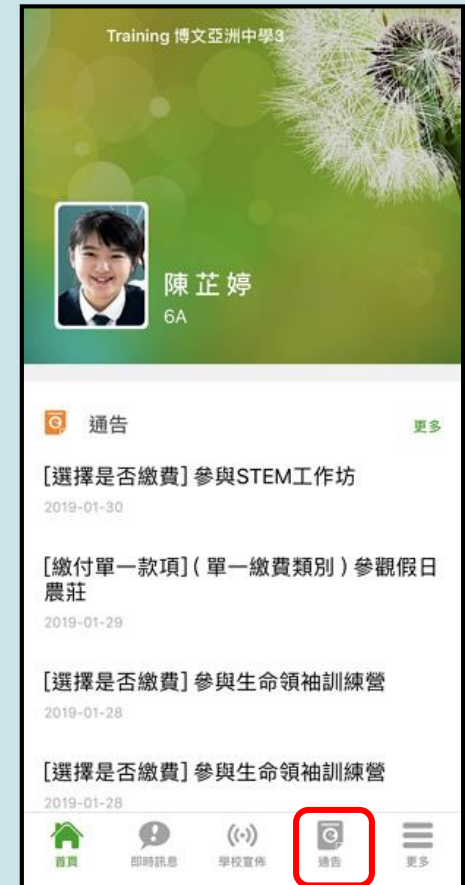 Training 博文亞洲中學3
陳芷婷
6A
通告
更多
[選擇是否繳費] 參與STEM工作坊
2019-01-30
[繳付單一款項] ( 單一繳費類別 ) 參觀假日
農莊
2019-01-29
[選擇是否繳費] 參與生命領袖訓練營
2019-01-28
[選擇是否繳費] 參與生命領袖訓練營
2019-01-28
首頁 即時訊息 學校宣佈 通告 更多